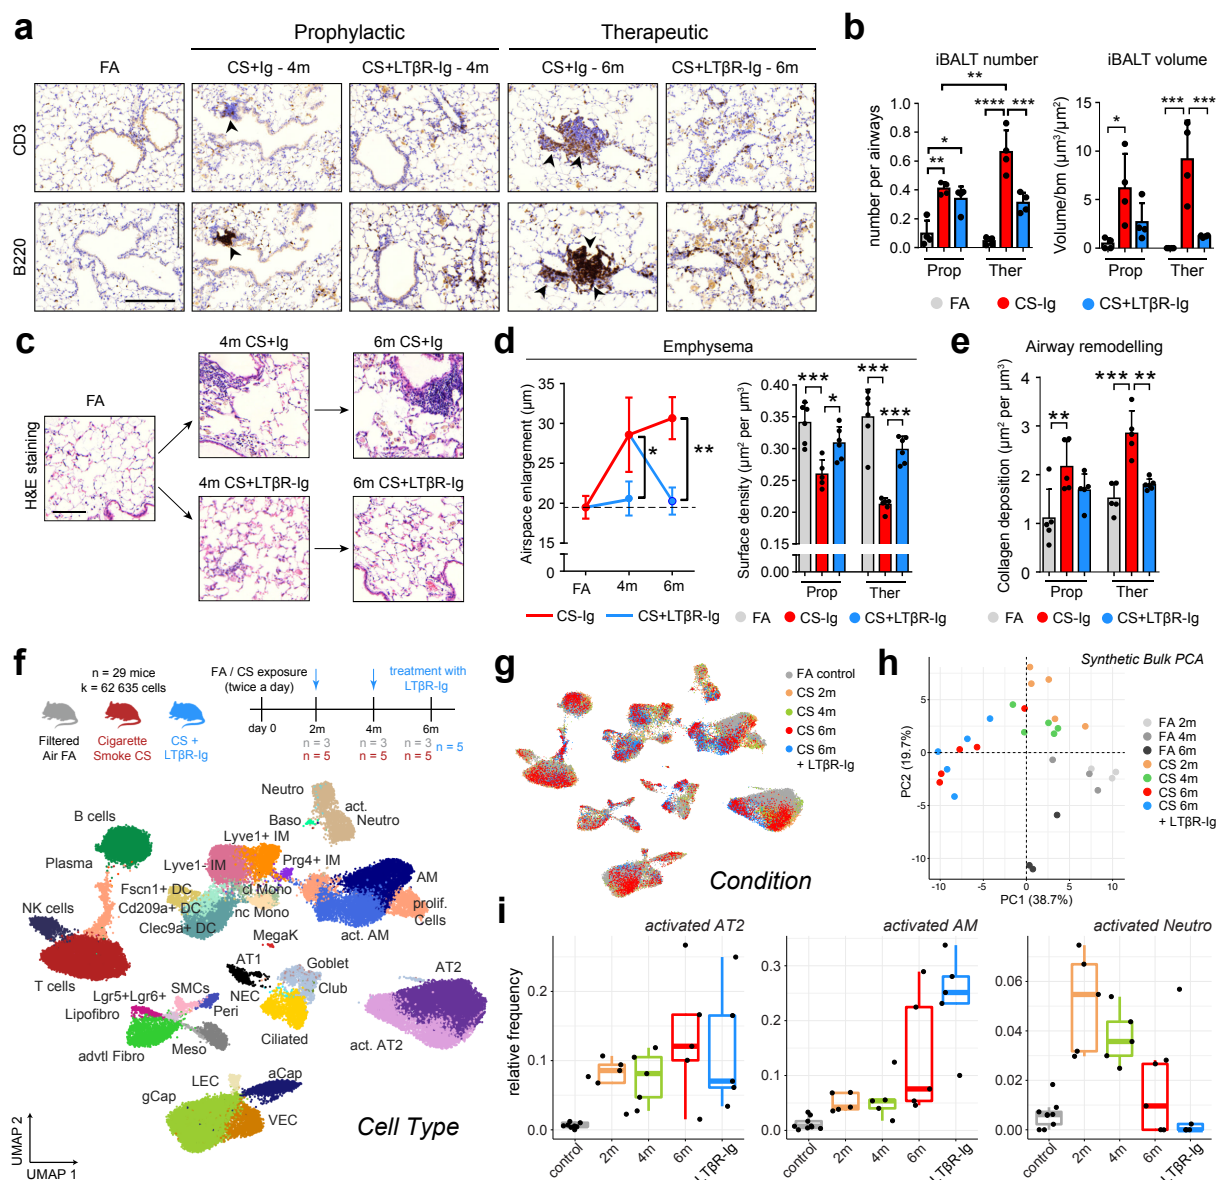 a
Prophylactic
Therapeutic
FA
CS+Ig - 4m
CS+LTβR-Ig - 4m
CS+Ig - 6m
CS+LTβR-Ig - 6m
CD3
B220
b
iBALT number
iBALT volume
number per airways
1.0
0.8
0.6
0.4
0.2
0.0
**
*
**
****
***
Prop
Ther
Volume/bm (µm³/µm²)
15
10
5
0
*
***
***
Prop
Ther
FA
CS-Ig
CS+LTβR-Ig
c
H&E staining
FA
4m CS+Ig
6m CS+Ig
4m CS+LTβR-Ig
6m CS+LTβR-Ig
d
Emphysema
Airspace enlargement (µm)
35
30
25
20
15
0
*
**
FA
4m
6m
CS-Ig
CS+LTβR-Ig
Surface density (µm² per µm³)
0.40
0.35
0.30
0.25
0.20
0.15
0.00
***
*
***
***
Prop
Ther
FA
CS-Ig
CS+LTβR-Ig
e
Airway remodelling
Collagen deposition (µm² per µm³)
4
3
2
1
0
**
***
**
Prop
Ther
FA
CS-Ig
CS+LTβR-Ig
f
n = 29 mice
k = 62 635 cells
Filtered
Air FA
Cigarette
Smoke CS
CS +
LTβR-Ig
FA / CS exposure
(twice a day)
treatment with
LTβR-Ig
day 0
2m
4m
6m
n = 3
n = 5
n = 3
n = 5
n = 3
n = 5
n = 5
Neutro
act.
Neutro
Baso
B cells
Plasma
Lyve1+ IM
Lyve1- IM
Prg4+ IM
cl Mono
nc Mono
Fscn1+ DC
Cd209a+ DC
Clec9a+ DC
AM
prolif.
Cells
act. AM
NK cells
T cells
MegaK
AT1
Goblet
Club
NEC
Ciliated
AT2
act. AT2
SMCs
Lgr5+Lgr6+
Lipofibro
Peri
advtl Fibro
Meso
LEC
aCap
gCap
VEC
Cell Type
UMAP 2
UMAP 1
g
FA control
CS 2m
CS 4m
CS 6m
CS 6m
+ LTβR-Ig
Condition
h
Synthetic Bulk PCA
PC2 (19.7%)
5
0
-5
-10
-10
-5
0
5
10
PC1 (38.7%)
FA 2m
FA 4m
FA 6m
CS 2m
CS 4m
CS 6m
CS 6m
+ LTβR-Ig
i
activated AT2
activated AM
activated Neutro
relative frequency
0.2
0.1
0.0
control
2m
4m
6m
LTβR-Ig
0.3
0.2
0.1
0.0
control
2m
4m
6m
LTβR-Ig
0.06
0.04
0.02
0.00
control
2m
4m
6m
LTβR-Ig